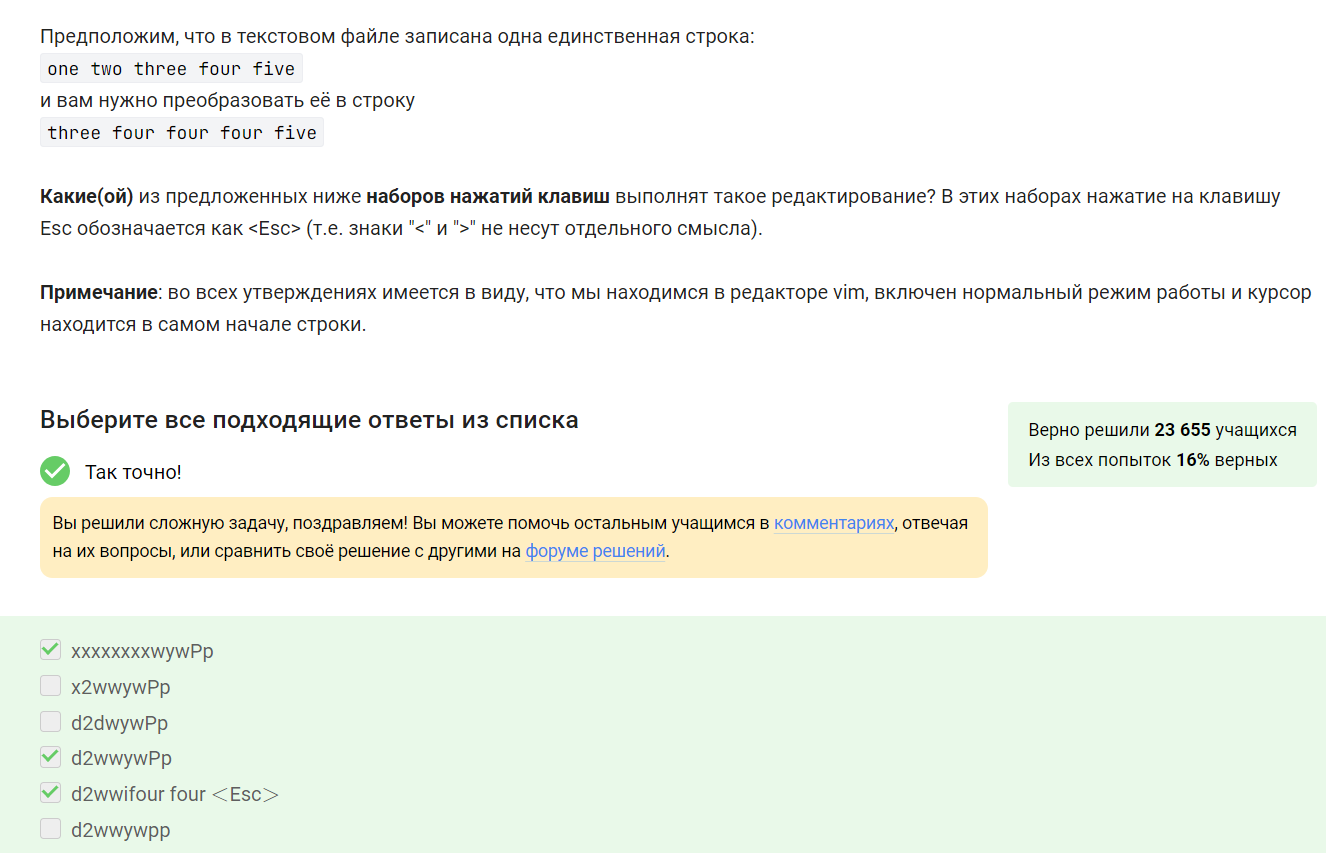 Предположим, что в текстовом файле записана одна единственная строка:
one two three four five
и вам нужно преобразовать её в строку
three four four four five
Какие(ой) из предложенных ниже наборов нажатий клавиш выполнят такое редактирование? В этих наборах нажатие на клавишу
Esc обозначается как <Esc> (т.е. знаки "<" и ">" не несут отдельного смысла).
Примечание: во всех утверждениях имеется в виду, что мы находимся в редакторе vim, включен нормальный режим работы и курсор
находится в самом начале строки.
Выберите все подходящие ответы из списка
Верно решили 23 655 учащихся
Из всех попыток 16% верных
Так точно!
Вы решили сложную задачу, поздравляем! Вы можете помочь остальным учащимся в комментариях, отвечая
на их вопросы, или сравнить своё решение с другими на форуме решений.
xxxxxxxxwywPp
x2wwywPp
d2dwywPp
d2wwywPp
d2wwifour four <Esc>
d2wwywpp